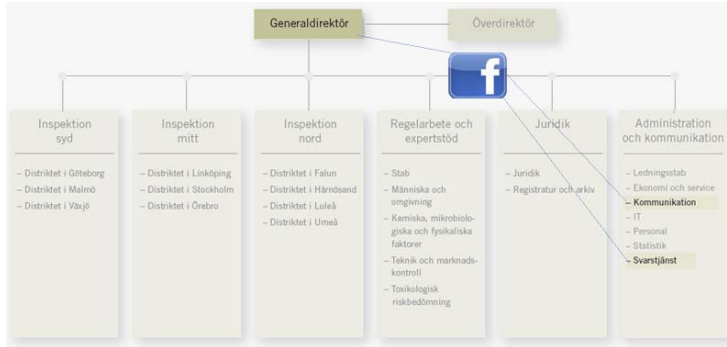 Generaldirektör
Överdirektör
f
Inspektion
syd
– Distriktet i Göteborg
– Distriktet i Malmö
– Distriktet i Växjö
Inspektion
mitt
– Distriktet i Linköping
– Distriktet i Stockholm
– Distriktet i Örebro
Inspektion
nord
– Distriktet i Falun
– Distriktet i Härnösand
– Distriktet i Luleå
– Distriktet i Umeå
Regelarbete och
expertstöd
– Stab
– Människa och
omgivning
– Kemiska, mikrobiolo-
giska och fysikaliska
faktorer
– Teknik och marknads-
kontroll
– Toxikologisk
riskbedömning
Juridik
– Juridik
– Registratur och arkiv
Administration
och kommunikation
– Ledningsstab
– Ekonomi och service
– Kommunikation
– IT
– Personal
– Statistik
– Svarstjänst